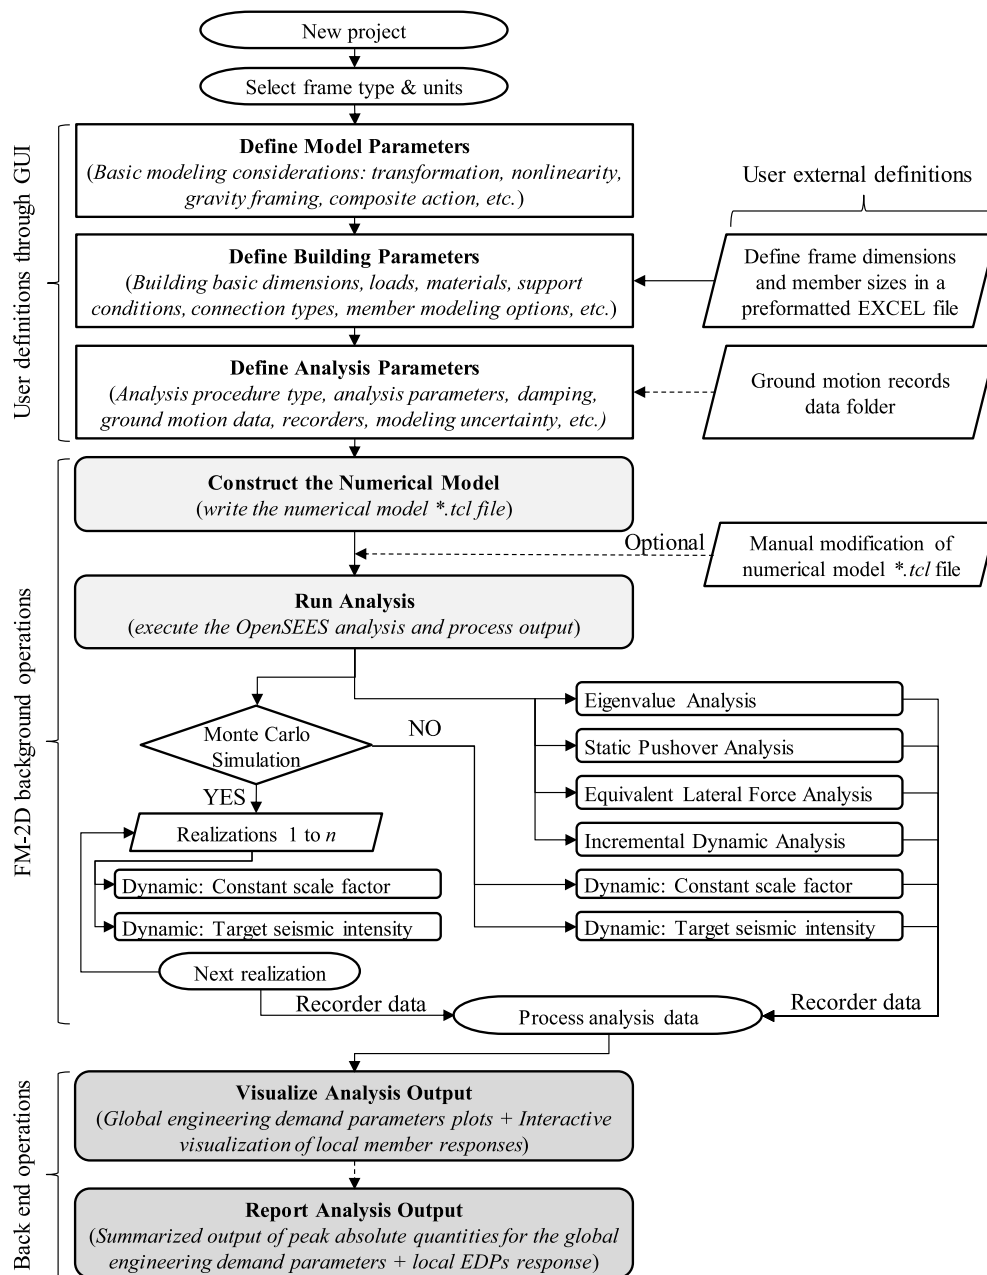 New project
Select frame type & units
User definitions through GUI
Define Model Parameters
(Basic modeling considerations: transformation, nonlinearity,
gravity framing, composite action, etc.)
User external definitions
Define Building Parameters
(Building basic dimensions, loads, materials, support
conditions, connection types, member modeling options, etc.)
Define frame dimensions
and member sizes in a
preformatted EXCEL file
Define Analysis Parameters
(Analysis procedure type, analysis parameters, damping,
ground motion data, recorders, modeling uncertainty, etc.)
Ground motion records
data folder
FM-2D background operations
Construct the Numerical Model
(write the numerical model *.tcl file)
Optional
Manual modification of
numerical model *.tcl file
Run Analysis
(execute the OpenSEES analysis and process output)
Monte Carlo
Simulation
NO
YES
Realizations 1 to n
Dynamic: Constant scale factor
Dynamic: Target seismic intensity
Next realization
Recorder data
Eigenvalue Analysis
Static Pushover Analysis
Equivalent Lateral Force Analysis
Incremental Dynamic Analysis
Dynamic: Constant scale factor
Dynamic: Target seismic intensity
Recorder data
Process analysis data
Back end operations
Visualize Analysis Output
(Global engineering demand parameters plots + Interactive
visualization of local member responses)
Report Analysis Output
(Summarized output of peak absolute quantities for the global
engineering demand parameters + local EDPs response)